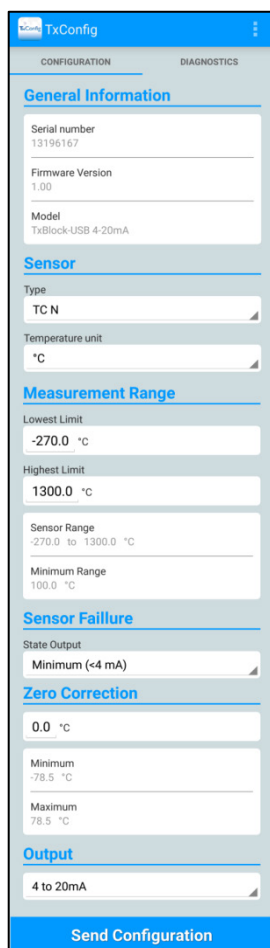 TxConfig TxConfig
CONFIGURATION DIAGNOSTICS
General Information
Serial number
13196167
Firmware Version
1.00
Model
TxBlock-USB 4-20mA
Sensor
Type
TC N
Temperature unit
°C
Measurement Range
Lowest Limit
-270.0 °C
Highest Limit
1300.0 °C
Sensor Range
-270.0 to 1300.0 °C
Minimum Range
100.0 °C
Sensor Faillure
State Output
Minimum (<4 mA)
Zero Correction
0.0 °C
Minimum
-78.5 °C
Maximum
78.5 °C
Output
4 to 20mA
Send Configuration